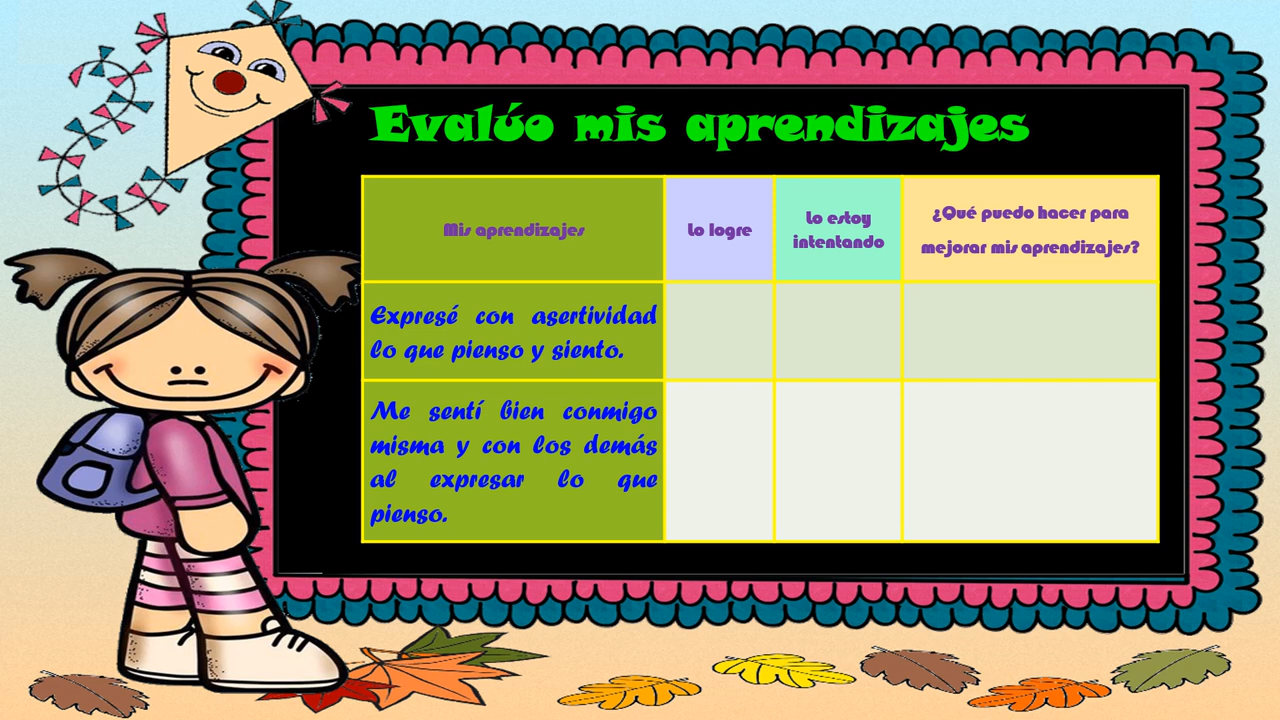 Evalúo mis aprendizajes
Mis aprendizajes
Lo logre
Lo estoy
intentando
¿Qué puedo hacer para
mejorar mis aprendizajes?
Expresé con asertividad
lo que pienso y siento.
Me sentí bien conmigo
misma y con los demás
al expresar lo que
pienso.